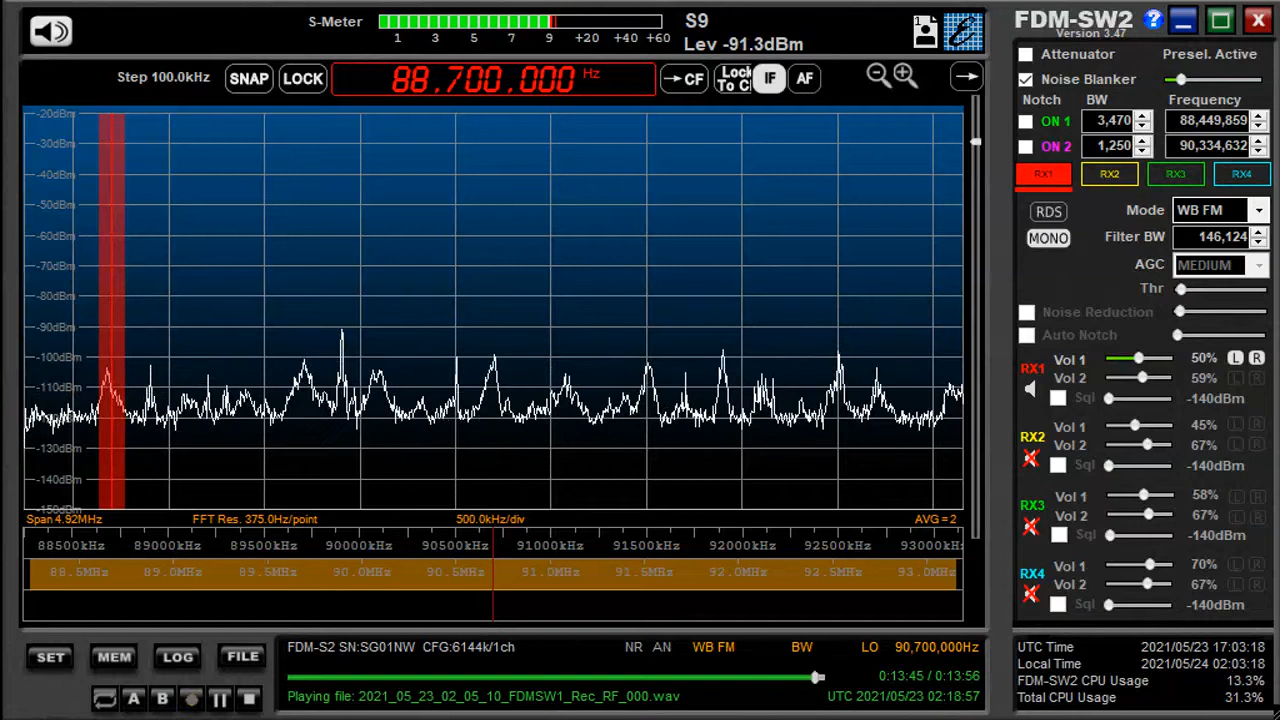 S-Meter
1 3 5 7 9 +20 +40 +60
S9
Lev -91.3dBm
1
FDM-SW2
Version 3.47
?
X
Step 100.0kHz
SNAP
LOCK
88.700.000 Hz
→CF
Lock
To C
IF
AF
→
-20dBm
-30dBm
-40dBm
-50dBm
-60dBm
-70dBm
-80dBm
-90dBm
-100dBm
-110dBm
-130dBm
-140dBm
Span 4.92MHz
FFT Res. 375.0Hz/point
500.0kHz/div
AVG = 2
88500kHz 89000kHz 89500kHz 90000kHz 90500kHz 91000kHz 91500kHz 92000kHz 92500kHz 93000kHz
88.5MHz 89.0MHz 89.5MHz 90.0MHz 90.5MHz 91.0MHz 91.5MHz 92.0MHz 92.5MHz 93.0MHz
Attenuator
Presel. Active
Noise Blanker
Notch BW Frequency
ON 1 3,470 88,449,859
ON 2 1,250 90,334,632
RX1 RX2 RX3 RX4
RDS
Mode WB FM
MONO
Filter BW 146,124
AGC MEDIUM
Thr
Noise Reduction
Auto Notch
RX1
Vol 1 50% L R
Vol 2 59% L R
Sql -140dBm
RX2
Vol 1 45% L R
Vol 2 67% L R
Sql -140dBm
RX3
Vol 1 58% L R
Vol 2 67% L R
Sql -140dBm
RX4
Vol 1 70% L R
Vol 2 67% L R
Sql -140dBm
SET
MEM
LOG
FILE
A
B
FDM-S2 SN:SG01NW CFG:6144k/1ch
NR AN WB FM BW LO 90,700,000Hz
0:13:45 / 0:13:56
Playing file: 2021_05_23_02_05_10_FDMSW1_Rec_RF_000.wav
UTC 2021/05/23 02:18:57
UTC Time 2021/05/23 17:03:18
Local Time 2021/05/24 02:03:18
FDM-SW2 CPU Usage 13.3%
Total CPU Usage 31.3%